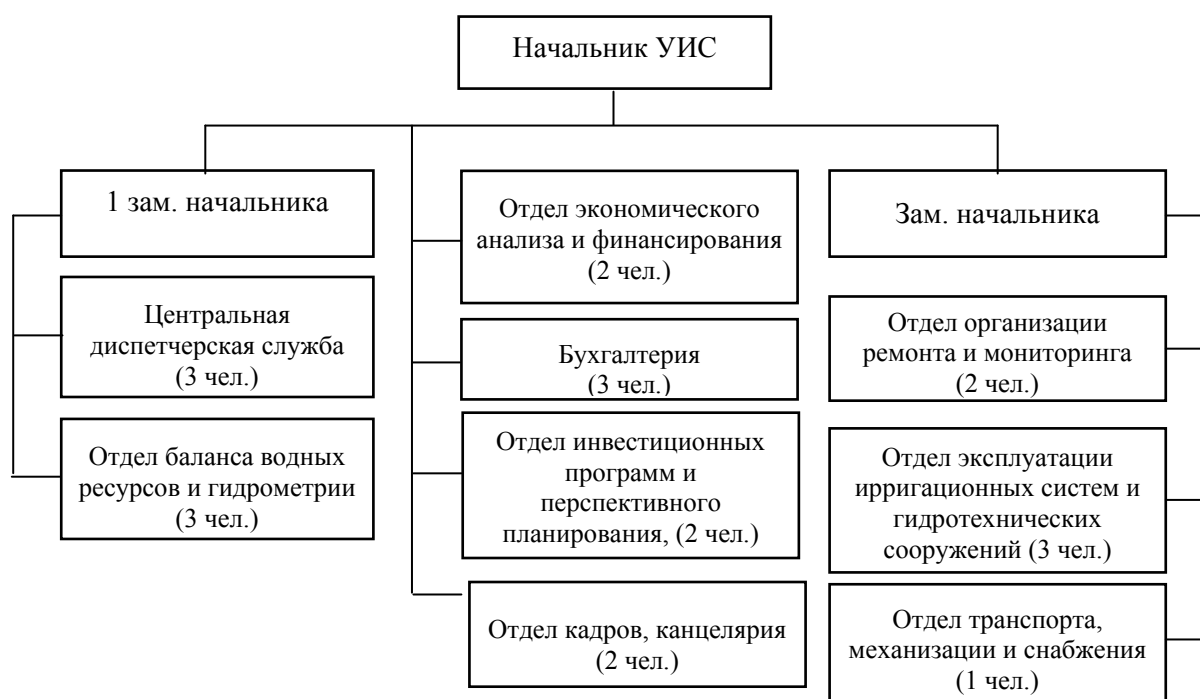 Начальник УИС
1 зам. начальника
Центральная
диспетчерская служба
(3 чел.)
Отдел баланса водных
ресурсов и гидрометрии
(3 чел.)
Отдел экономического
анализа и финансирования
(2 чел.)
Бухгалтерия
(3 чел.)
Отдел инвестиционных
программ и
перспективного
планирования, (2 чел.)
Отдел кадров, канцелярия
(2 чел.)
Зам. начальника
Отдел организации
ремонта и мониторинга
(2 чел.)
Отдел эксплуатации
ирригационных систем и
гидротехнических
сооружений (3 чел.)
Отдел транспорта,
механизации и снабжения
(1 чел.)